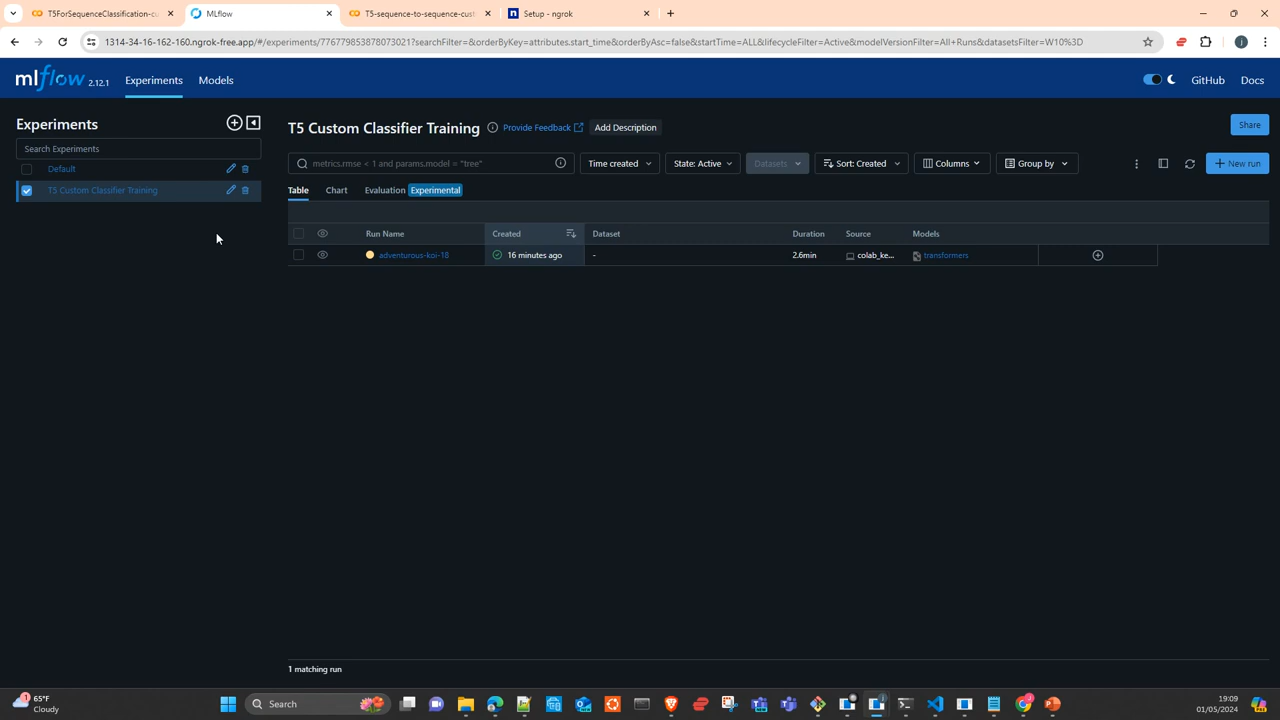 T5ForSequenceClassification-cu
MLflow
T5-sequence-to-sequence-cust
Setup - ngrok
1314-34-16-162-160.ngrok-free.app/#/experiments/776779853878073021?searchFilter=&orderByKey=attributes.start_time&orderByAsc=false&startTime=ALL&lifecycleFilter=Active&modelVersionFilter=All+Runs&datasetsFilter=W10%3D
mlflow 2.12.1
Experiments
Models
GitHub
Docs
Experiments
Search Experiments
Default
T5 Custom Classifier Training
T5 Custom Classifier Training
Provide Feedback
Add Description
Share
metrics.rmse < 1 and params.model = "tree"
Time created
State: Active
Datasets
Sort: Created
Columns
Group by
New run
Table
Chart
Evaluation
Experimental
Run Name
Created
Dataset
Duration
Source
Models
adventurous-koi-18
16 minutes ago
-
2.6min
colab_ke...
transformers
1 matching run
1
65°F
Cloudy
Search
19:09
01/05/2024